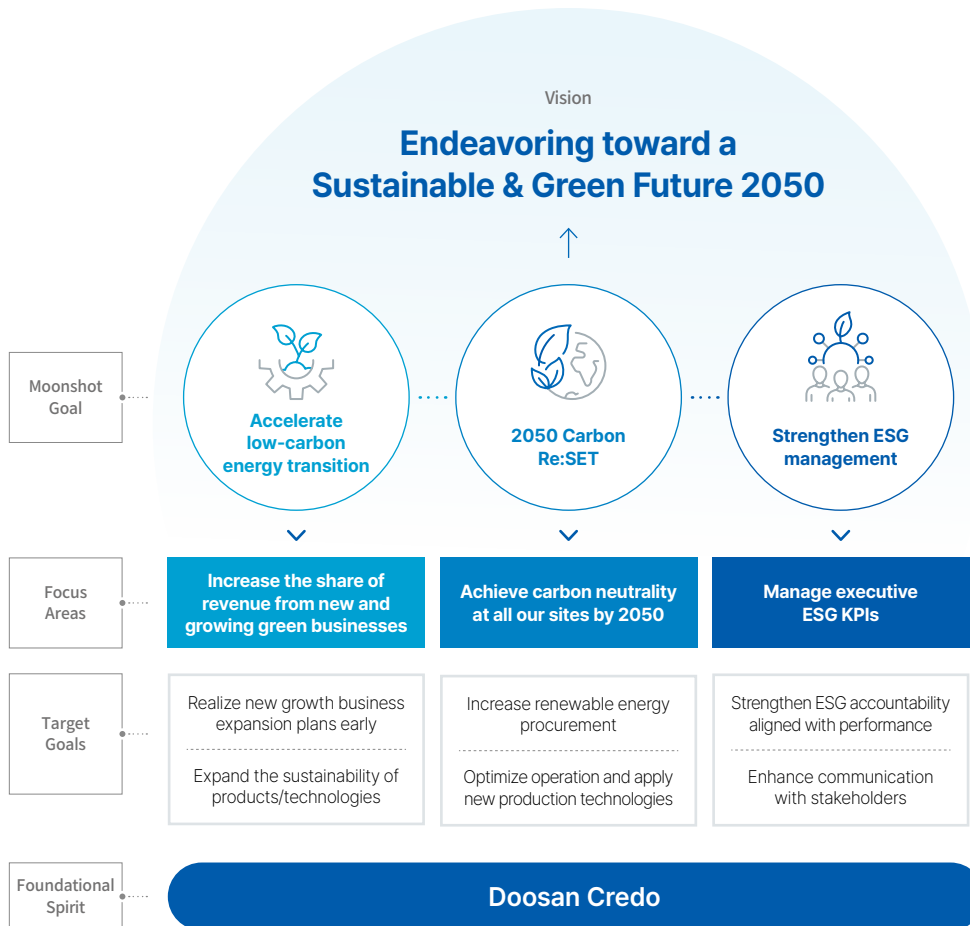 Vision
Endeavoring toward a
Sustainable & Green Future 2050
Moonshot
Goal
Accelerate
low-carbon
energy transition
2050 Carbon
Re:SET
Strengthen ESG
management
Focus
Areas
Increase the share of
revenue from new and
growing green businesses
Achieve carbon neutrality
at all our sites by 2050
Manage executive
ESG KPIs
Target
Goals
Realize new growth business
expansion plans early
Expand the sustainability of
products/technologies
Increase renewable energy
procurement
Optimize operation and apply
new production technologies
Strengthen ESG accountability
aligned with performance
Enhance communication
with stakeholders
Foundational
Spirit
Doosan Credo